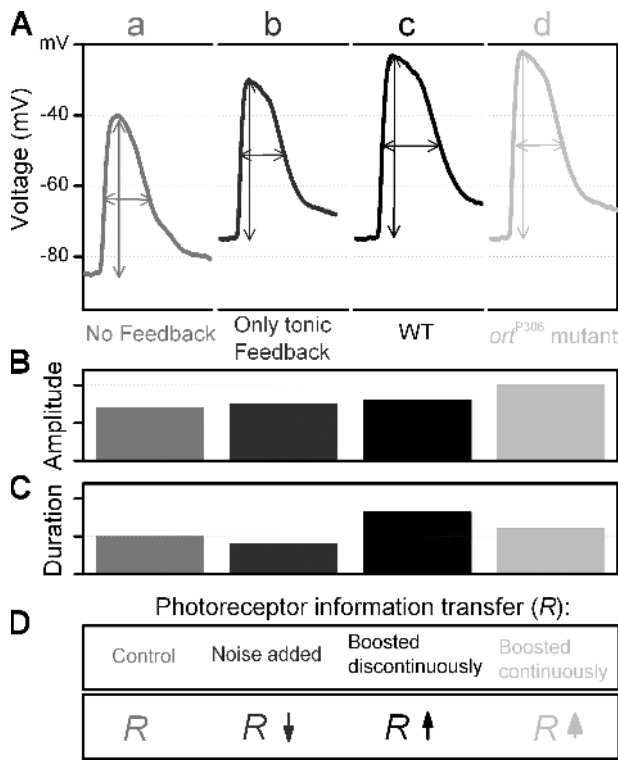 A
a
b
c
d
mV
-40
-60
-80
Voltage (mV)
No Feedback
Only tonic
Feedback
WT
ort^P306 mutant
B
Amplitude
C
Duration
Photoreceptor information transfer (R):
D
Control
Noise added
Boosted
discontinuously
Boosted
continuously
R
R
R
R